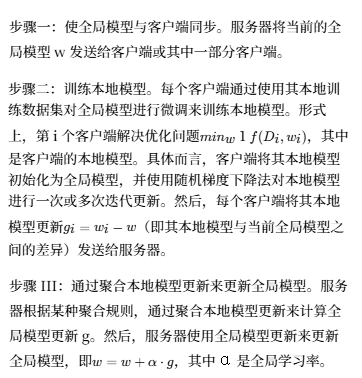 步骤一：使全局模型与客户端同步。服务器将当前的全
局模型 w 发送给客户端或其中一部分客户端。
步骤二：训练本地模型。每个客户端通过使用其本地训
练数据集对全局模型进行微调来训练本地模型。形式
上，第 i 个客户端解决优化问题min_w 1 f(D_i, w_i)，其中
是客户端的本地模型。具体而言，客户端将其本地模型
初始化为全局模型，并使用随机梯度下降法对本地模型
进行一次或多次迭代更新。然后，每个客户端将其本地
模型更新g_i = w_i − w（即其本地模型与当前全局模型之
间的差异）发送给服务器。
步骤 III：通过聚合本地模型更新来更新全局模型。服务
器根据某种聚合规则，通过聚合本地模型更新来计算全
局模型更新 g。然后，服务器使用全局模型更新来更新
全局模型，即w = w + α · g，其中 α 是全局学习率。